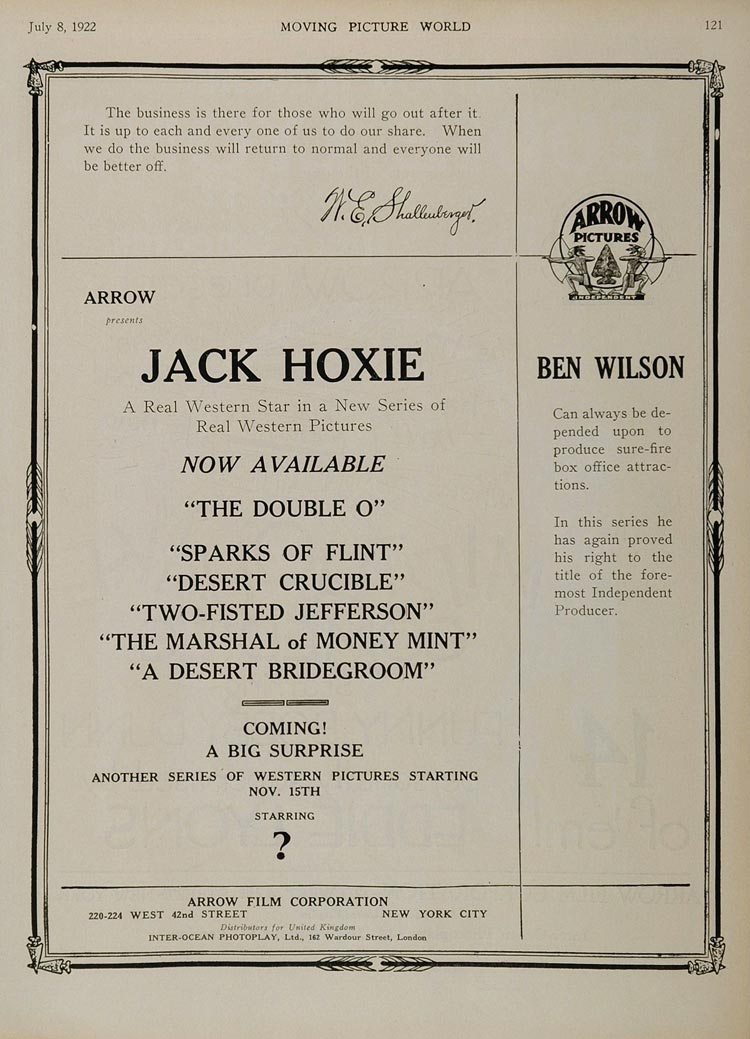 July 8, 1922
MOVING PICTURE WORLD
121
The business is there for those who will go out after it.
It is up to each and every one of us to do our share. When
we do the business will return to normal and everyone will
be better off.
W. E. Shallenberger.
ARROW
PICTURES
INDEPENDENT
ARROW
presents
JACK HOXIE
A Real Western Star in a New Series of
Real Western Pictures
NOW AVAILABLE
"THE DOUBLE O"
"SPARKS OF FLINT"
"DESERT CRUCIBLE"
"TWO-FISTED JEFFERSON"
"THE MARSHAL of MONEY MINT"
"A DESERT BRIDEGROOM"
COMING!
A BIG SURPRISE
ANOTHER SERIES OF WESTERN PICTURES STARTING
NOV. 15TH
STARRING
?
BEN WILSON
Can always be de-
pended upon to
produce sure-fire
box office attrac-
tions.
In this series he
has again proved
his right to the
title of the fore-
most Independent
Producer.
ARROW FILM CORPORATION
220-224 WEST 42nd STREET NEW YORK CITY
Distributors for United Kingdom
INTER-OCEAN PHOTOPLAY, Ltd., 162 Wardour Street, London